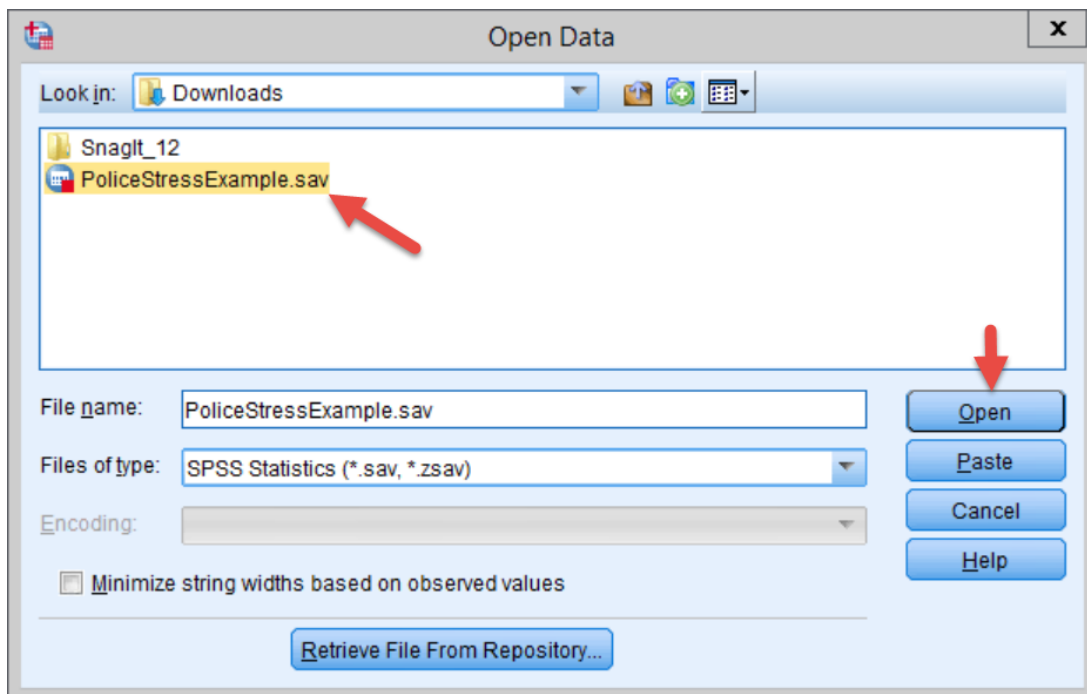 Open Data
x
Look in: Downloads
SnagIt_12
PoliceStressExample.sav
File name: PoliceStressExample.sav
Open
Files of type: SPSS Statistics (*.sav, *.zsav)
Paste
Encoding:
Cancel
Minimize string widths based on observed values
Help
Retrieve File From Repository...